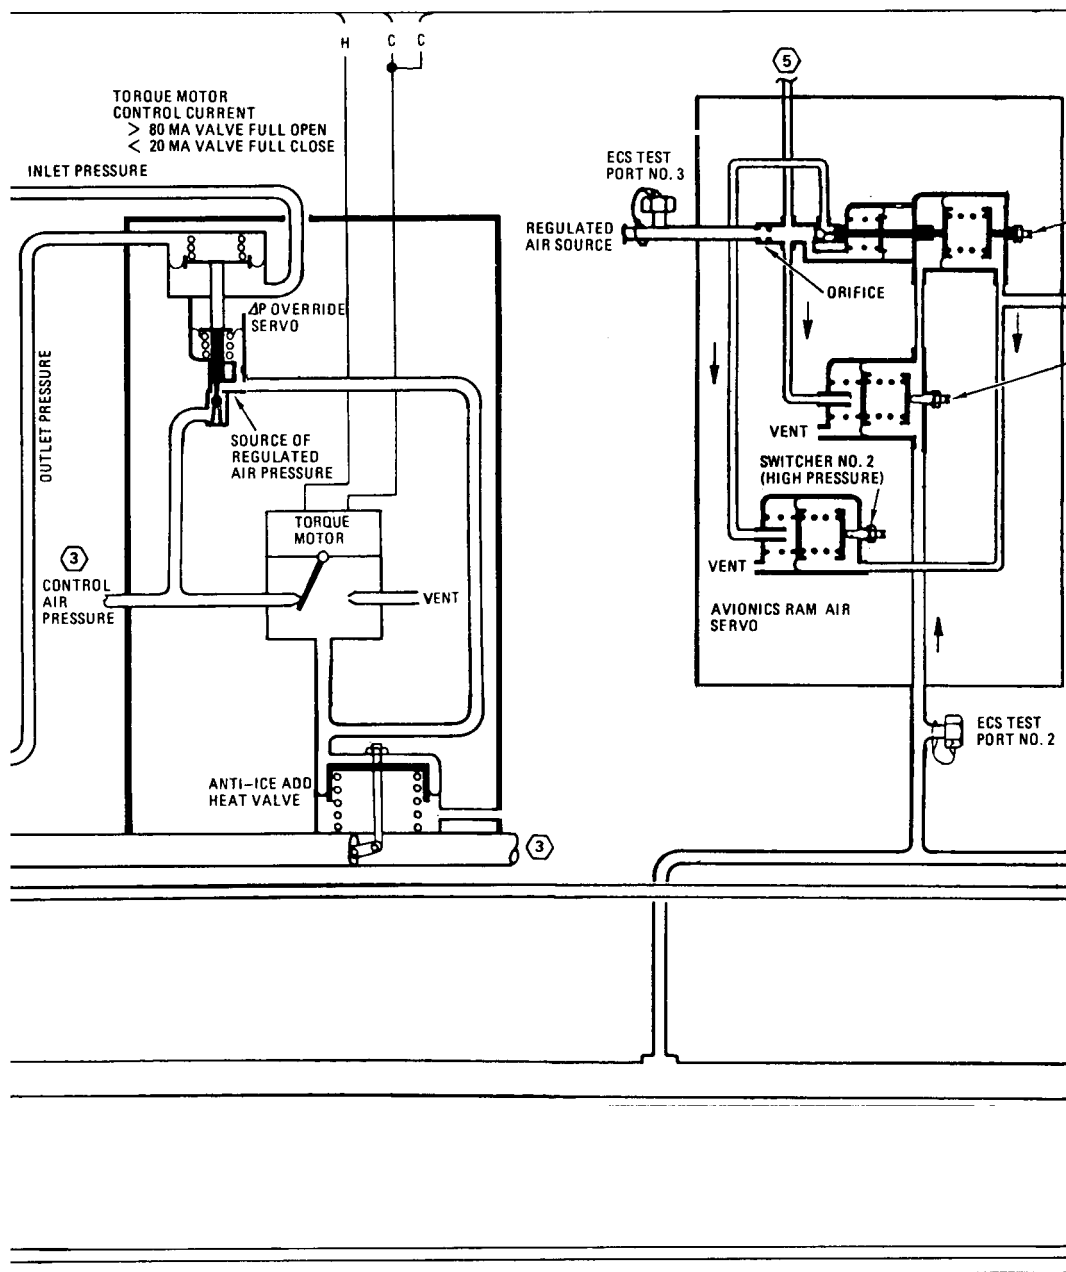 H C C
TORQUE MOTOR
CONTROL CURRENT
> 80 MA VALVE FULL OPEN
< 20 MA VALVE FULL CLOSE
INLET PRESSURE
ΔP OVERRIDE
SERVO
OUTLET PRESSURE
SOURCE OF
REGULATED
AIR PRESSURE
TORQUE
MOTOR
3
CONTROL
AIR
PRESSURE
VENT
ANTI-ICE ADD
HEAT VALVE
3
5
ECS TEST
PORT NO. 3
REGULATED
AIR SOURCE
ORIFICE
VENT
SWITCHER NO. 2
(HIGH PRESSURE)
VENT
AVIONICS RAM AIR
SERVO
ECS TEST
PORT NO. 2